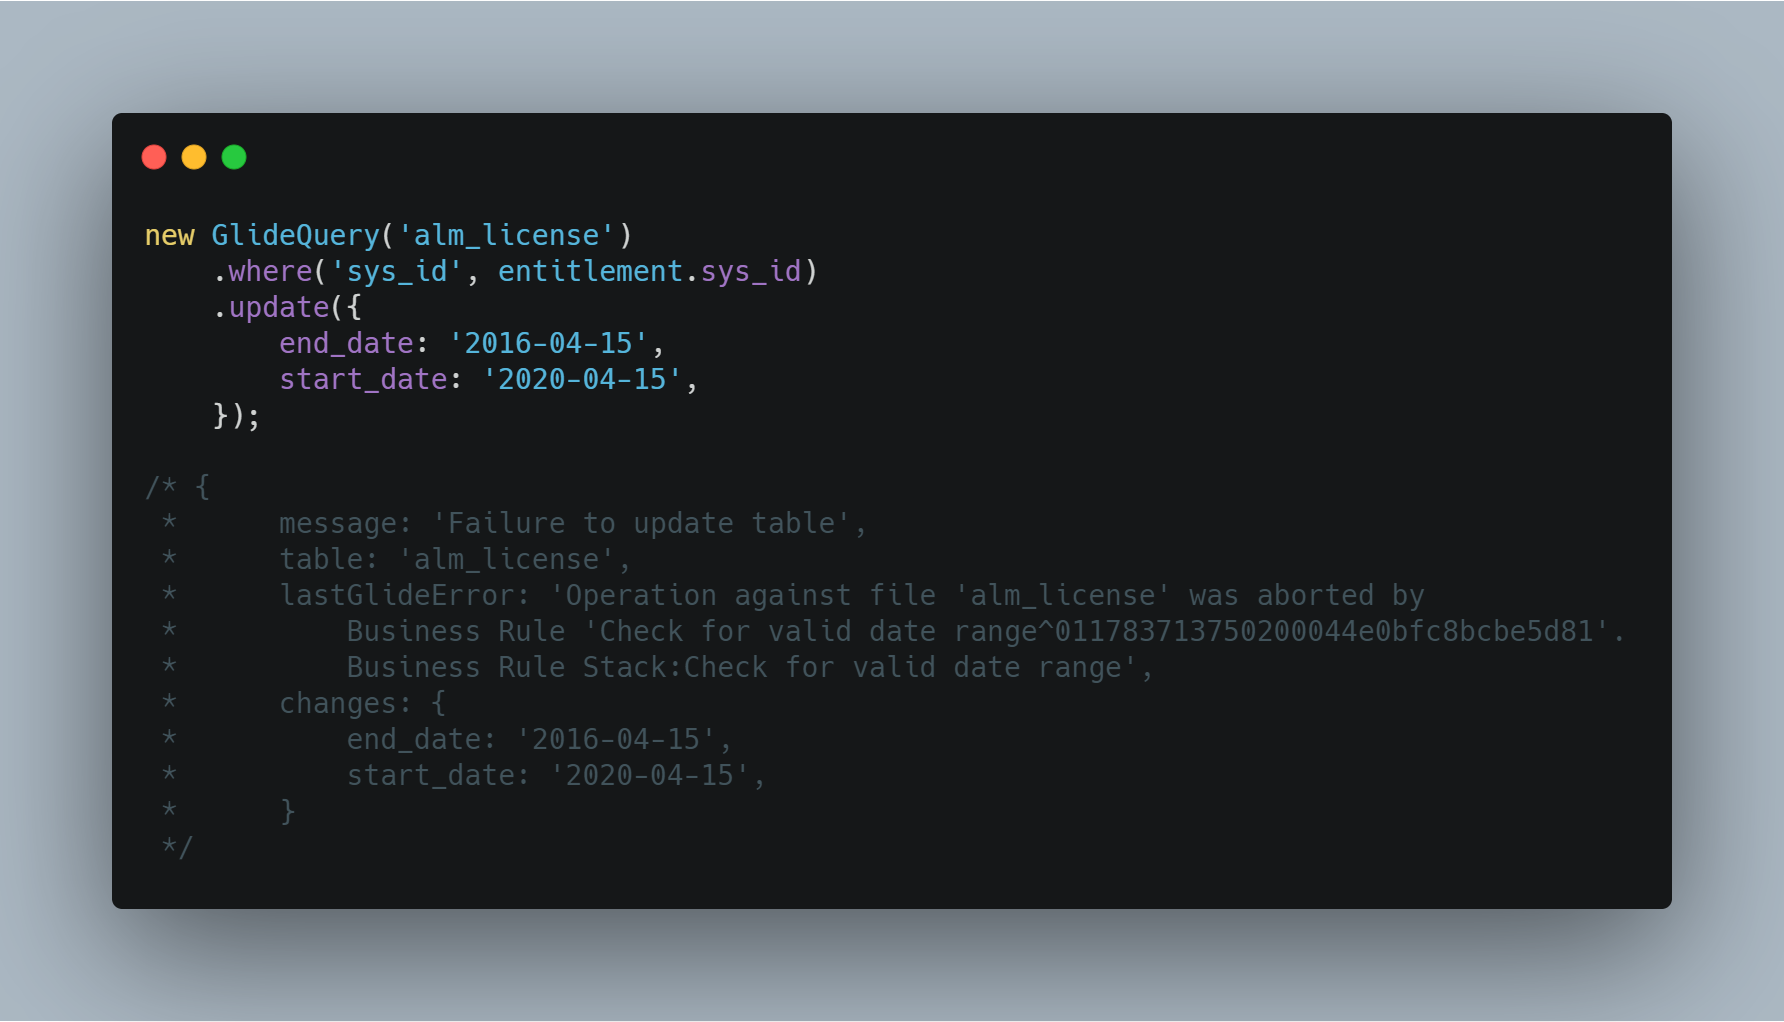 new GlideQuery('alm_license')
    .where('sys_id', entitlement.sys_id)
    .update({
        end_date: '2016-04-15',
        start_date: '2020-04-15',
    });

/* {
 *      message: 'Failure to update table',
 *      table: 'alm_license',
 *      lastGlideError: 'Operation against file 'alm_license' was aborted by
 *          Business Rule 'Check for valid date range^011783713750200044e0bfc8bcbe5d81'.
 *          Business Rule Stack:Check for valid date range',
 *      changes: {
 *          end_date: '2016-04-15',
 *          start_date: '2020-04-15',
 *      }
 */